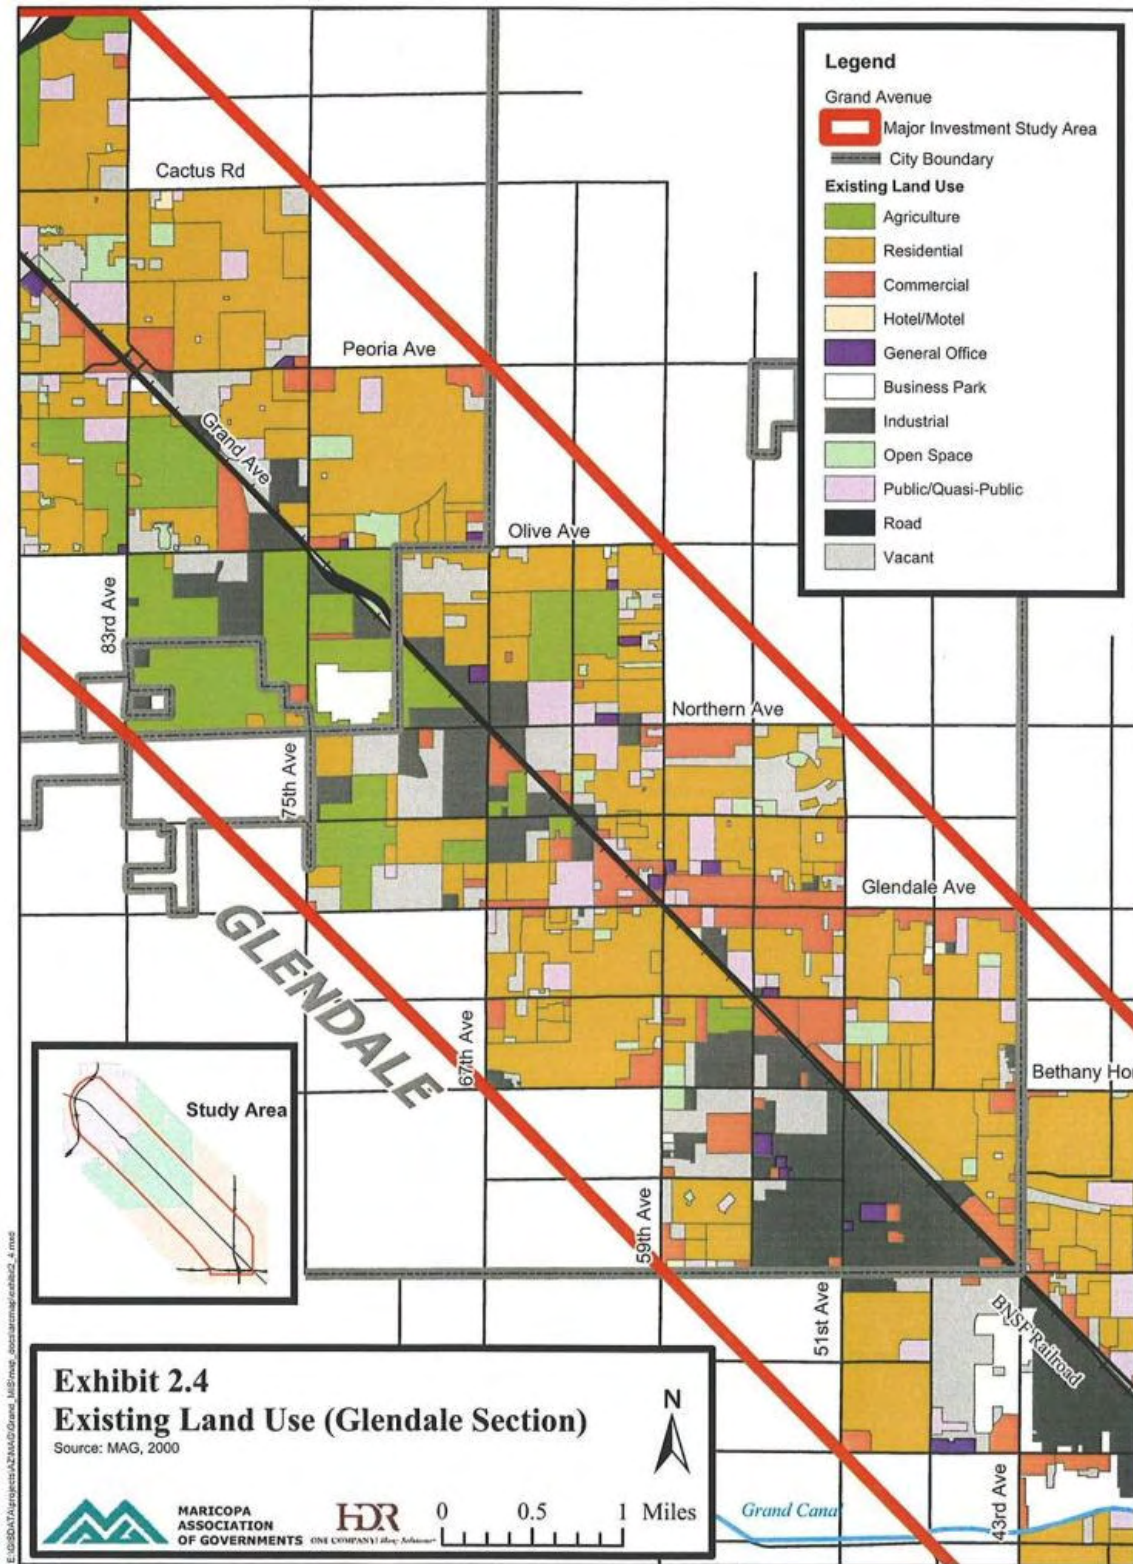 Legend
Grand Avenue
Major Investment Study Area
City Boundary
Existing Land Use
Agriculture
Residential
Commercial
Hotel/Motel
General Office
Business Park
Industrial
Open Space
Public/Quasi-Public
Road
Vacant
Cactus Rd
Peoria Ave
Grand Ave
Olive Ave
83rd Ave
Northern Ave
75th Ave
Glendale Ave
GLENDALE
67th Ave
Bethany Ho
Study Area
59th Ave
51st Ave
BNSF Railroad
43rd Ave
Grand Canal
Exhibit 2.4
Existing Land Use (Glendale Section)
Source: MAG, 2000
N
MARICOPA
ASSOCIATION
OF GOVERNMENTS
HDR
ONE COMPANY | Many Solutions
0 0.5 1 Miles